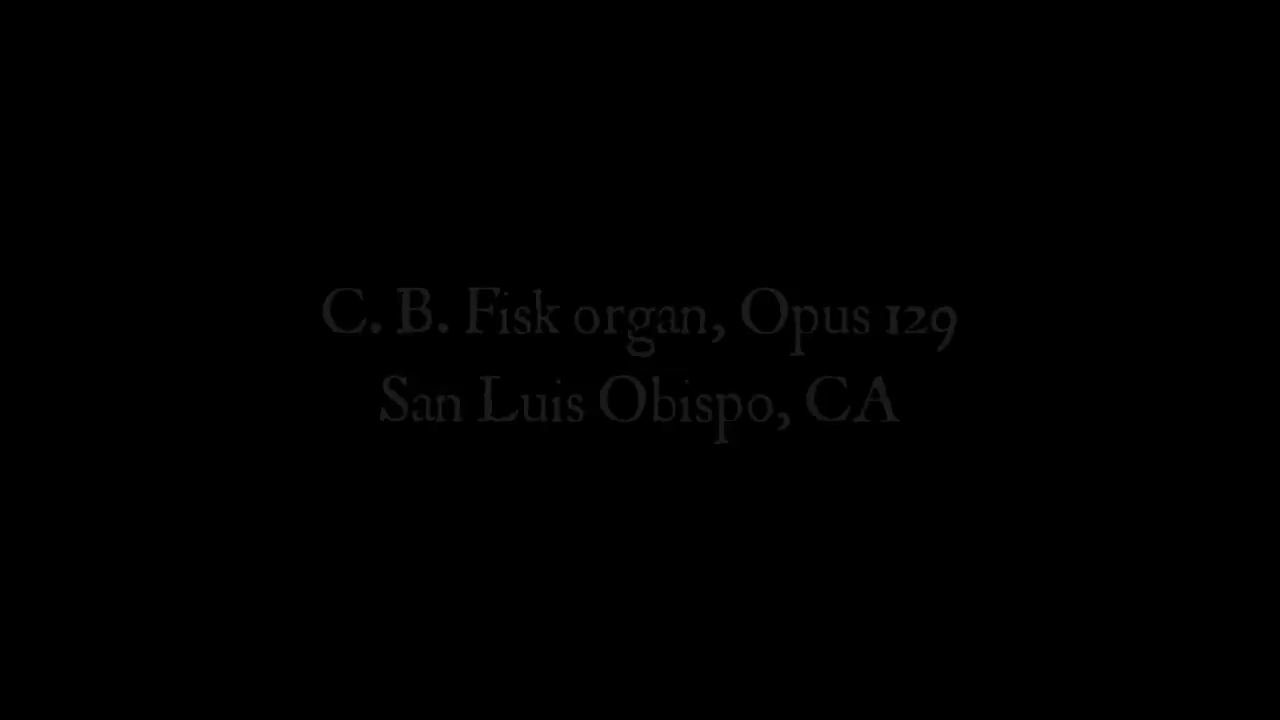 C. B. Fisk organ, Opus 129
San Luis Obispo, CA